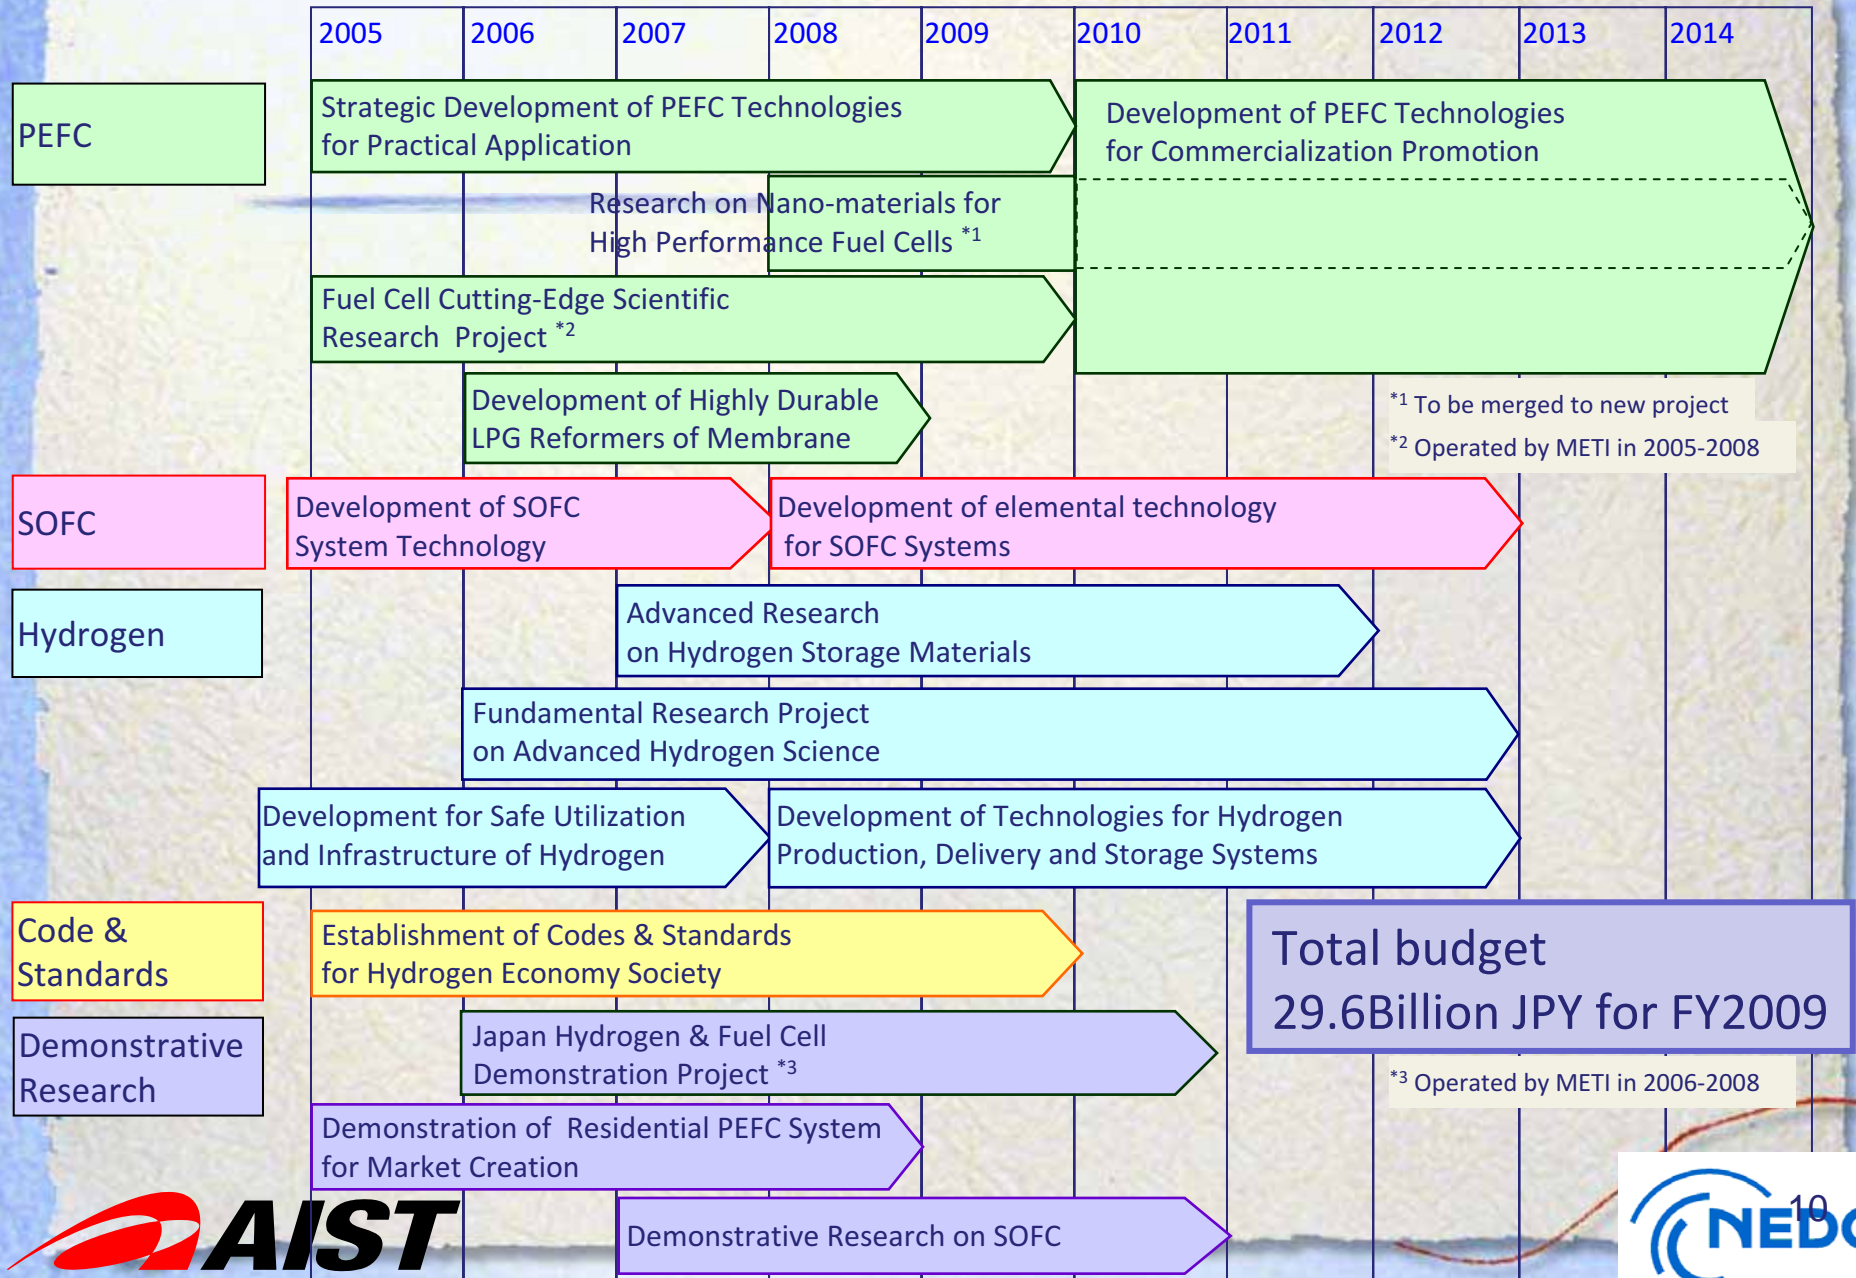 2005 2006 2007 2008 2009 2010 2011 2012 2013 2014
PEFC
Strategic Development of PEFC Technologies
for Practical Application
Development of PEFC Technologies
for Commercialization Promotion
Research on Nano-materials for
High Performance Fuel Cells *1
Fuel Cell Cutting-Edge Scientific
Research Project *2
Development of Highly Durable
LPG Reformers of Membrane
*1 To be merged to new project
*2 Operated by METI in 2005-2008
SOFC
Development of SOFC
System Technology
Development of elemental technology
for SOFC Systems
Hydrogen
Advanced Research
on Hydrogen Storage Materials
Fundamental Research Project
on Advanced Hydrogen Science
Development for Safe Utilization
and Infrastructure of Hydrogen
Development of Technologies for Hydrogen
Production, Delivery and Storage Systems
Code &
Standards
Establishment of Codes & Standards
for Hydrogen Economy Society
Total budget
29.6Billion JPY for FY2009
Demonstrative
Research
Japan Hydrogen & Fuel Cell
Demonstration Project *3
*3 Operated by METI in 2006-2008
Demonstration of Residential PEFC System
for Market Creation
Demonstrative Research on SOFC
AIST
NEDO
10